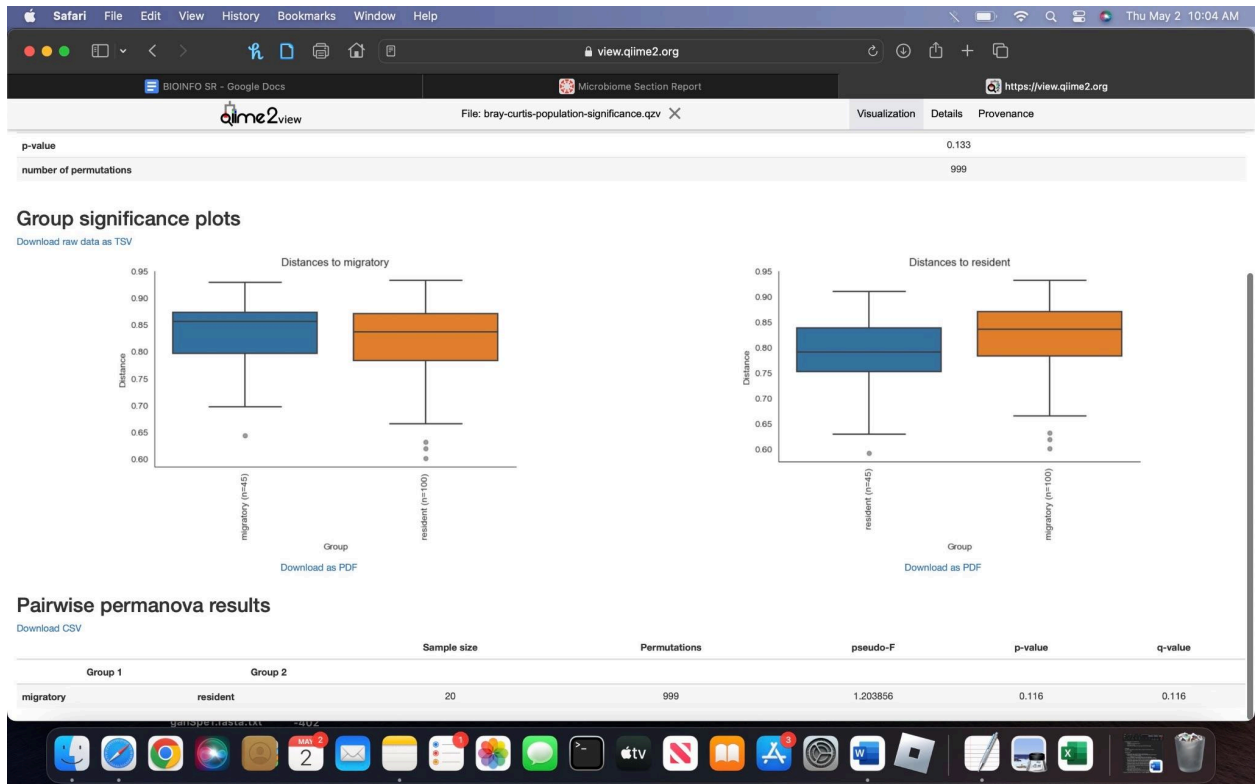 Safari File Edit View History Bookmarks Window Help Thu May 2 10:04 AM
view.qiime2.org
BIOINFO SR - Google Docs Microbiome Section Report https://view.qiime2.org
qiime2view File: bray-curtis-population-significance.qzv Visualization Details Provenance
p-value 0.133
number of permutations 999
Group significance plots
Download raw data as TSV
Distances to migratory
0.95
0.90
0.85
0.80
0.75
0.70
0.65
0.60
Distance
migratory (n=45)
resident (n=100)
Group
Download as PDF
Distances to resident
0.95
0.90
0.85
0.80
0.75
0.70
0.65
0.60
Distance
resident (n=45)
migratory (n=100)
Group
Download as PDF
Pairwise permanova results
Download CSV
Sample size Permutations pseudo-F p-value q-value
Group 1 Group 2
migratory resident 20 999 1.203856 0.116 0.116
MAY 2
2
1
tv
3